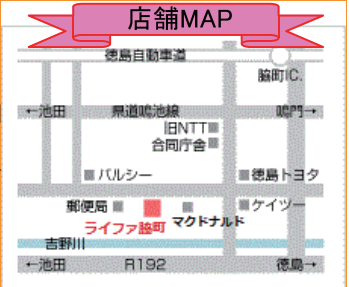 店舗MAP
徳島自動車道
脇町IC.
←池田 県道鳴池線 鳴門→
旧NTT
合同庁舎
パルシー 徳島トヨタ
郵便局 マクドナルド ケイツー
ライファ脇町
吉野川
←池田 R192 徳島→